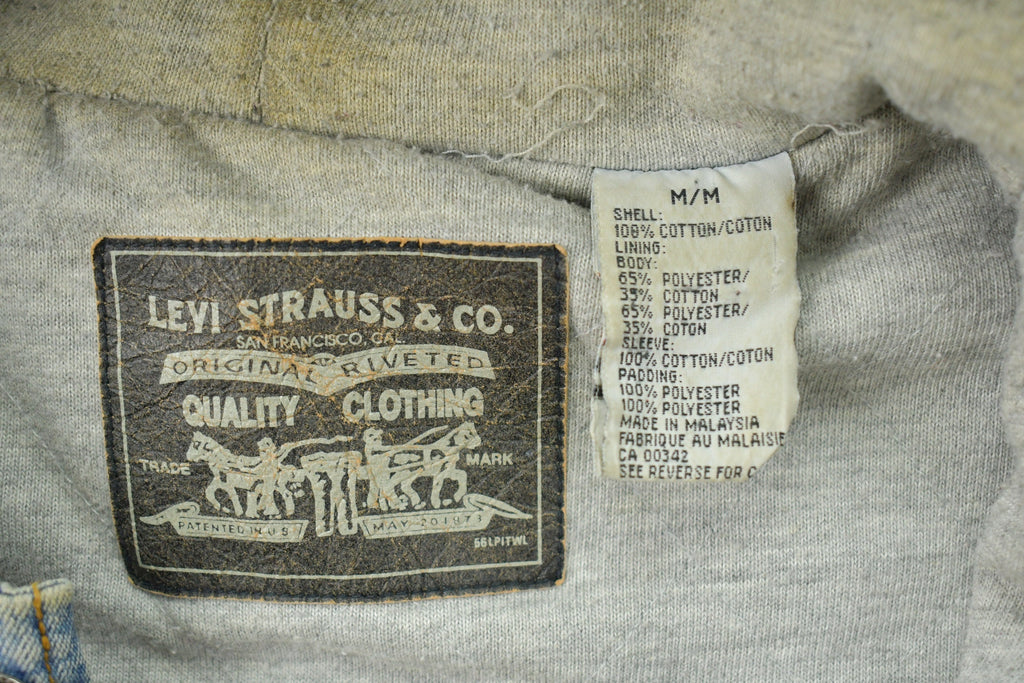 LEVI STRAUSS & CO.
SAN FRANCISCO, CAL.
ORIGINAL RIVETED
QUALITY CLOTHING
TRADE MARK
PATENTED IN U S MAY 20 1873
M/M
SHELL:
100% COTTON/COTON
LINING:
BODY:
65% POLYESTER/
35% COTTON
65% POLYESTER/
35% COTON
SLEEVE:
100% COTTON/COTON
PADDING:
100% POLYESTER
100% POLYESTER
MADE IN MALAYSIA
FABRIQUE AU MALAISIE
CA 00342
SEE REVERSE FOR C